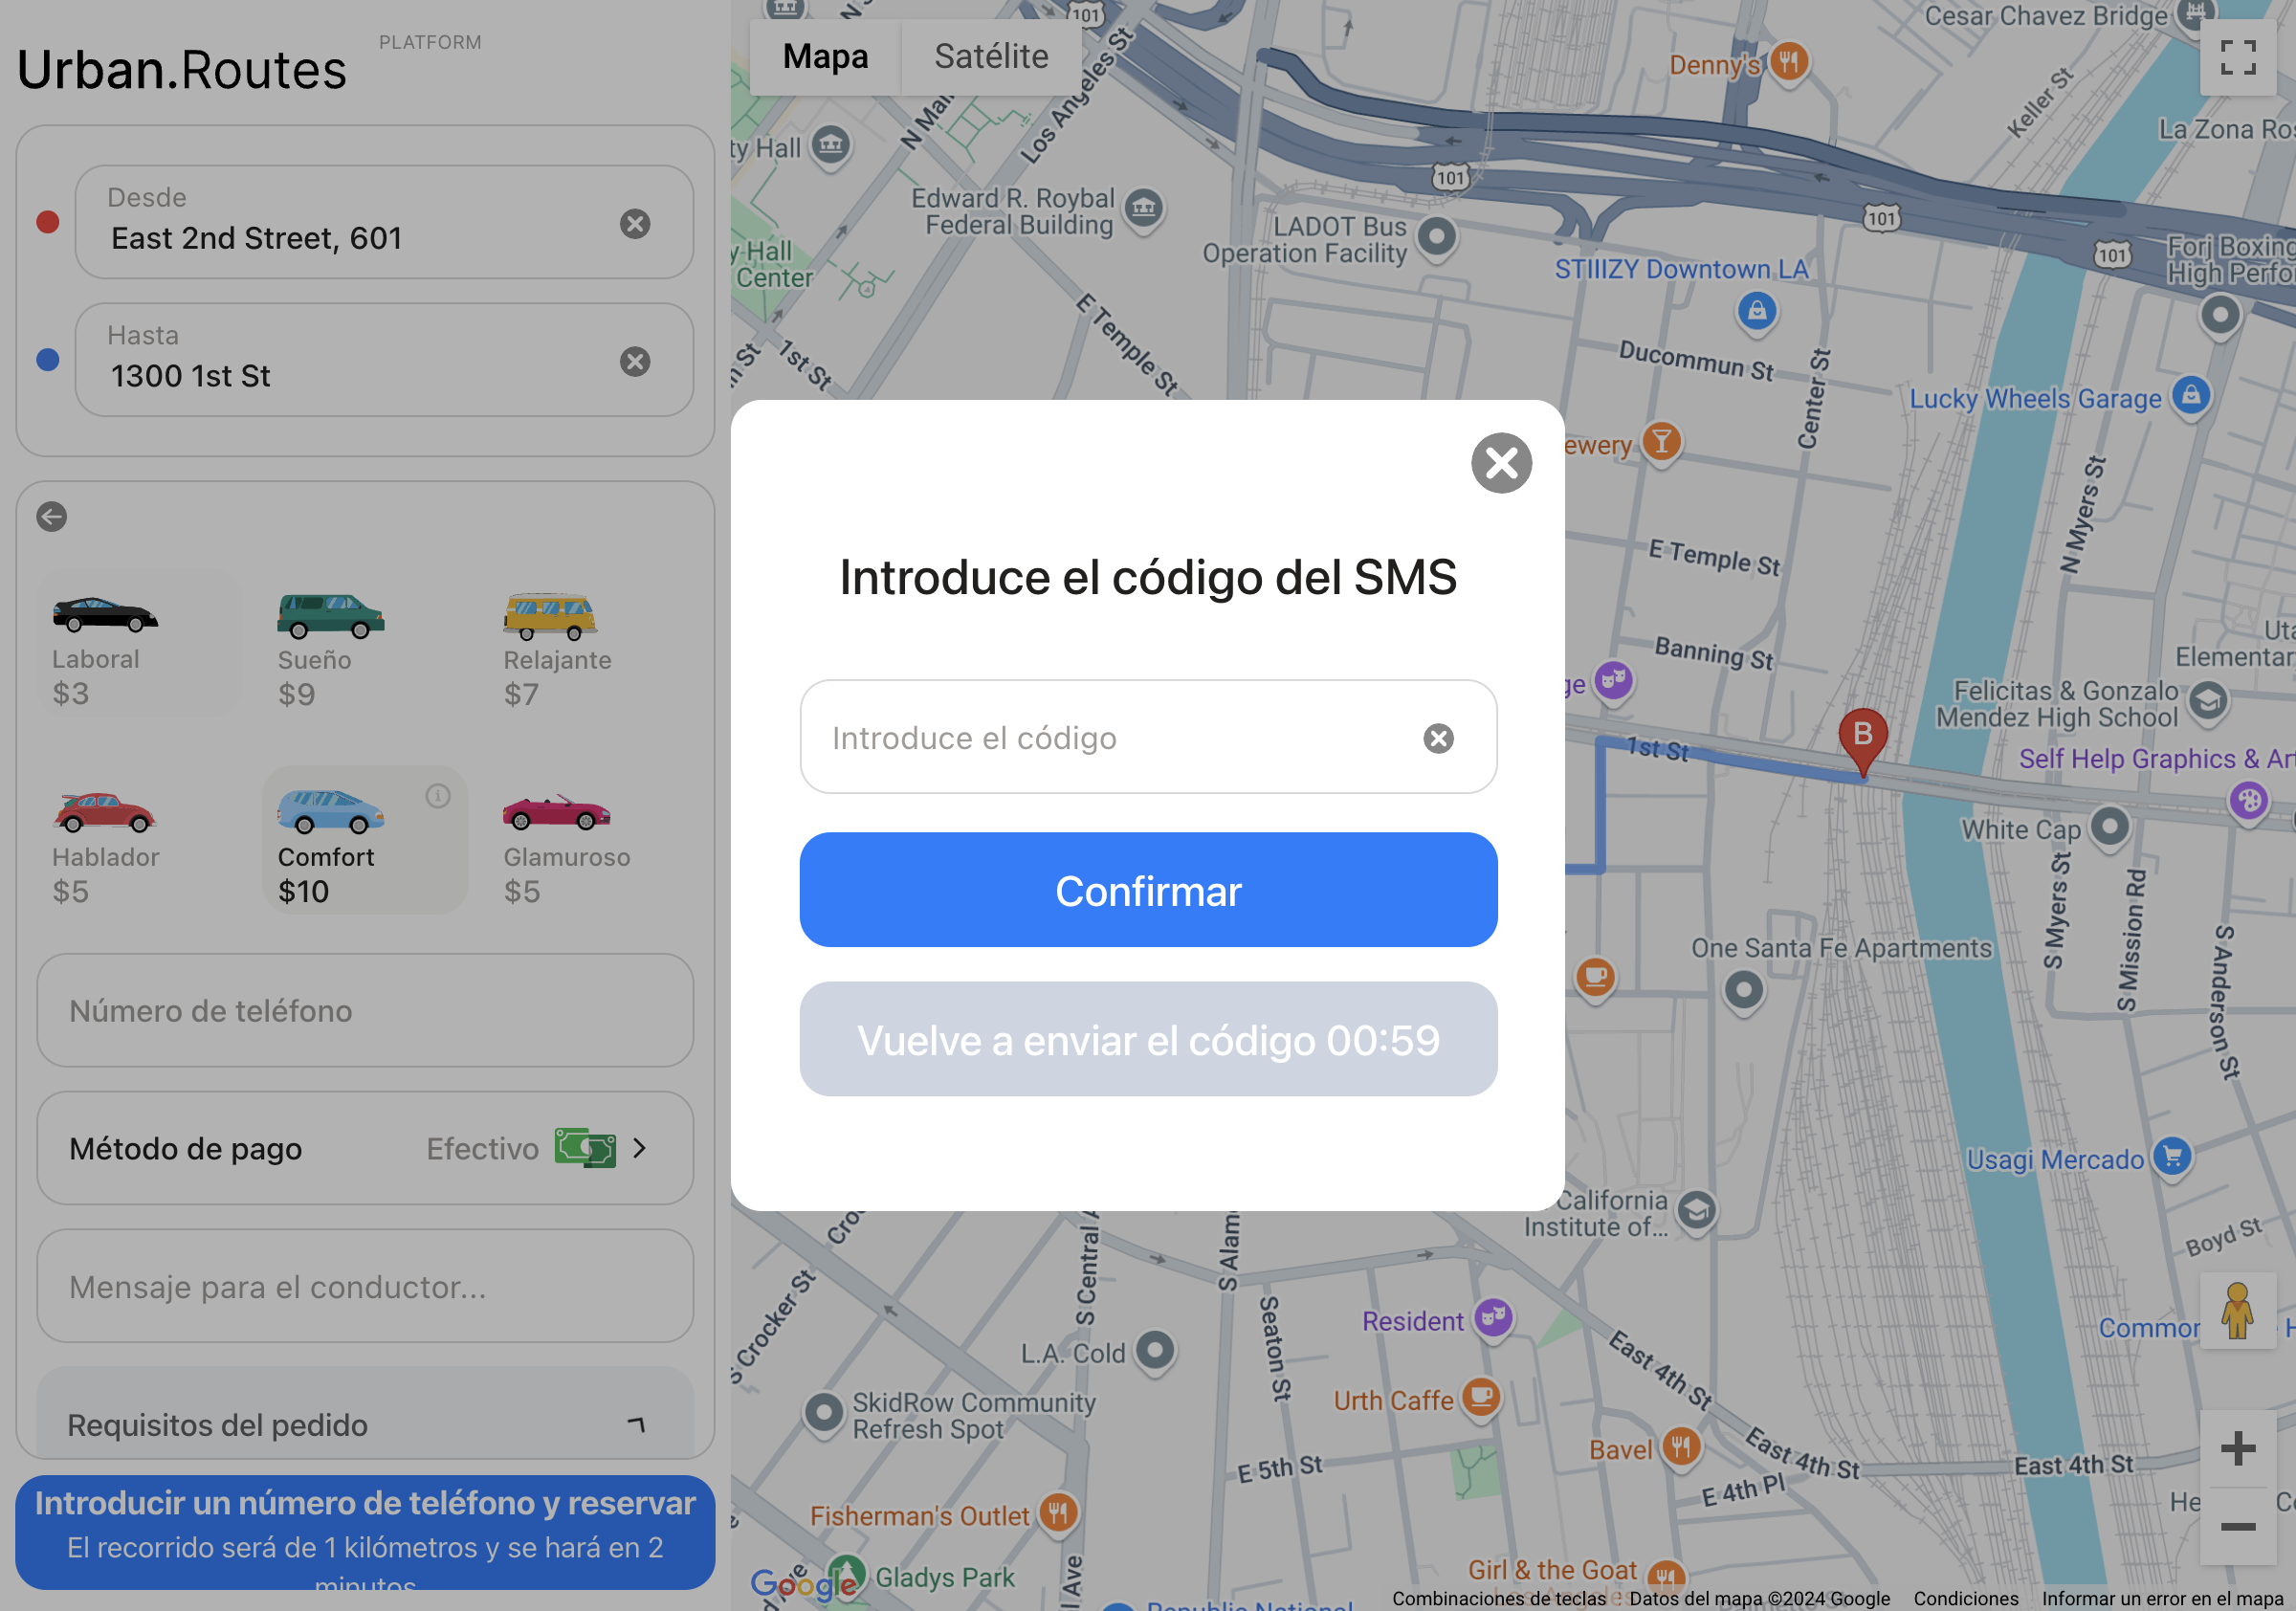 Urban.Routes
PLATFORM
Desde
East 2nd Street, 601
Hasta
1300 1st St
Laboral
$3
Sueño
$9
Relajante
$7
Hablador
$5
Comfort
$10
Glamuroso
$5
Número de teléfono
Método de pago
Efectivo
Mensaje para el conductor...
Requisitos del pedido
Introducir un número de teléfono y reservar
El recorrido será de 1 kilómetros y se hará en 2
minutos
Introduce el código del SMS
Introduce el código
Confirmar
Vuelve a enviar el código 00:59
Mapa
Satélite
101
N Main
Los Angeles St
Cesar Chavez Bridge
Denny's
Keller St
La Zona
ty Hall
101
Edward R. Roybal
Federal Building
LADOT Bus
Operation Facility
101
101
Forj Boxing
High
y Hall
Center
STIIIZY Downtown LA
E Temple St
1st St
Ducommun St
Center St
Lucky Wheels Garage
ewery
N Myers St
E Temple St
Banning St
Elementar
Felicitas & Gonzalo
Mendez High School
ge
1st St
B
Self Help Graphics & Art
White Cap
S Myers St
S Mission Rd
S Anderson St
One Santa Fe Apartments
Usagi Mercado
California
Institute of...
Boyd St
S Central A
S Alam
S Crocker St
Seaton St
Resident
L.A. Cold
East 4th St
SkidRow Community
Refresh Spot
Urth Caffe
Bavel
East 4th St
East 4th St
E 5th St
E 4th Pl
Fisherman's Outlet
Girl & the Goat
Gladys Park
Google
Combinaciones de teclas
Datos del mapa ©2024 Google
Condiciones
Informar un error en el mapa
Republic National